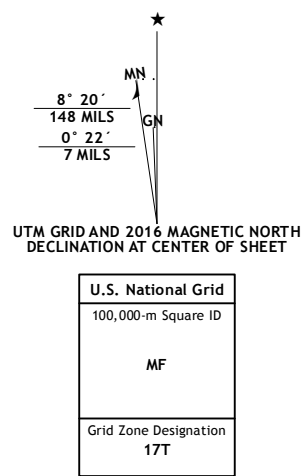 ★
MN
GN
8° 20´
148 MILS
0° 22´
7 MILS
UTM GRID AND 2016 MAGNETIC NORTH
DECLINATION AT CENTER OF SHEET
U.S. National Grid
100,000-m Square ID
MF
Grid Zone Designation
17T